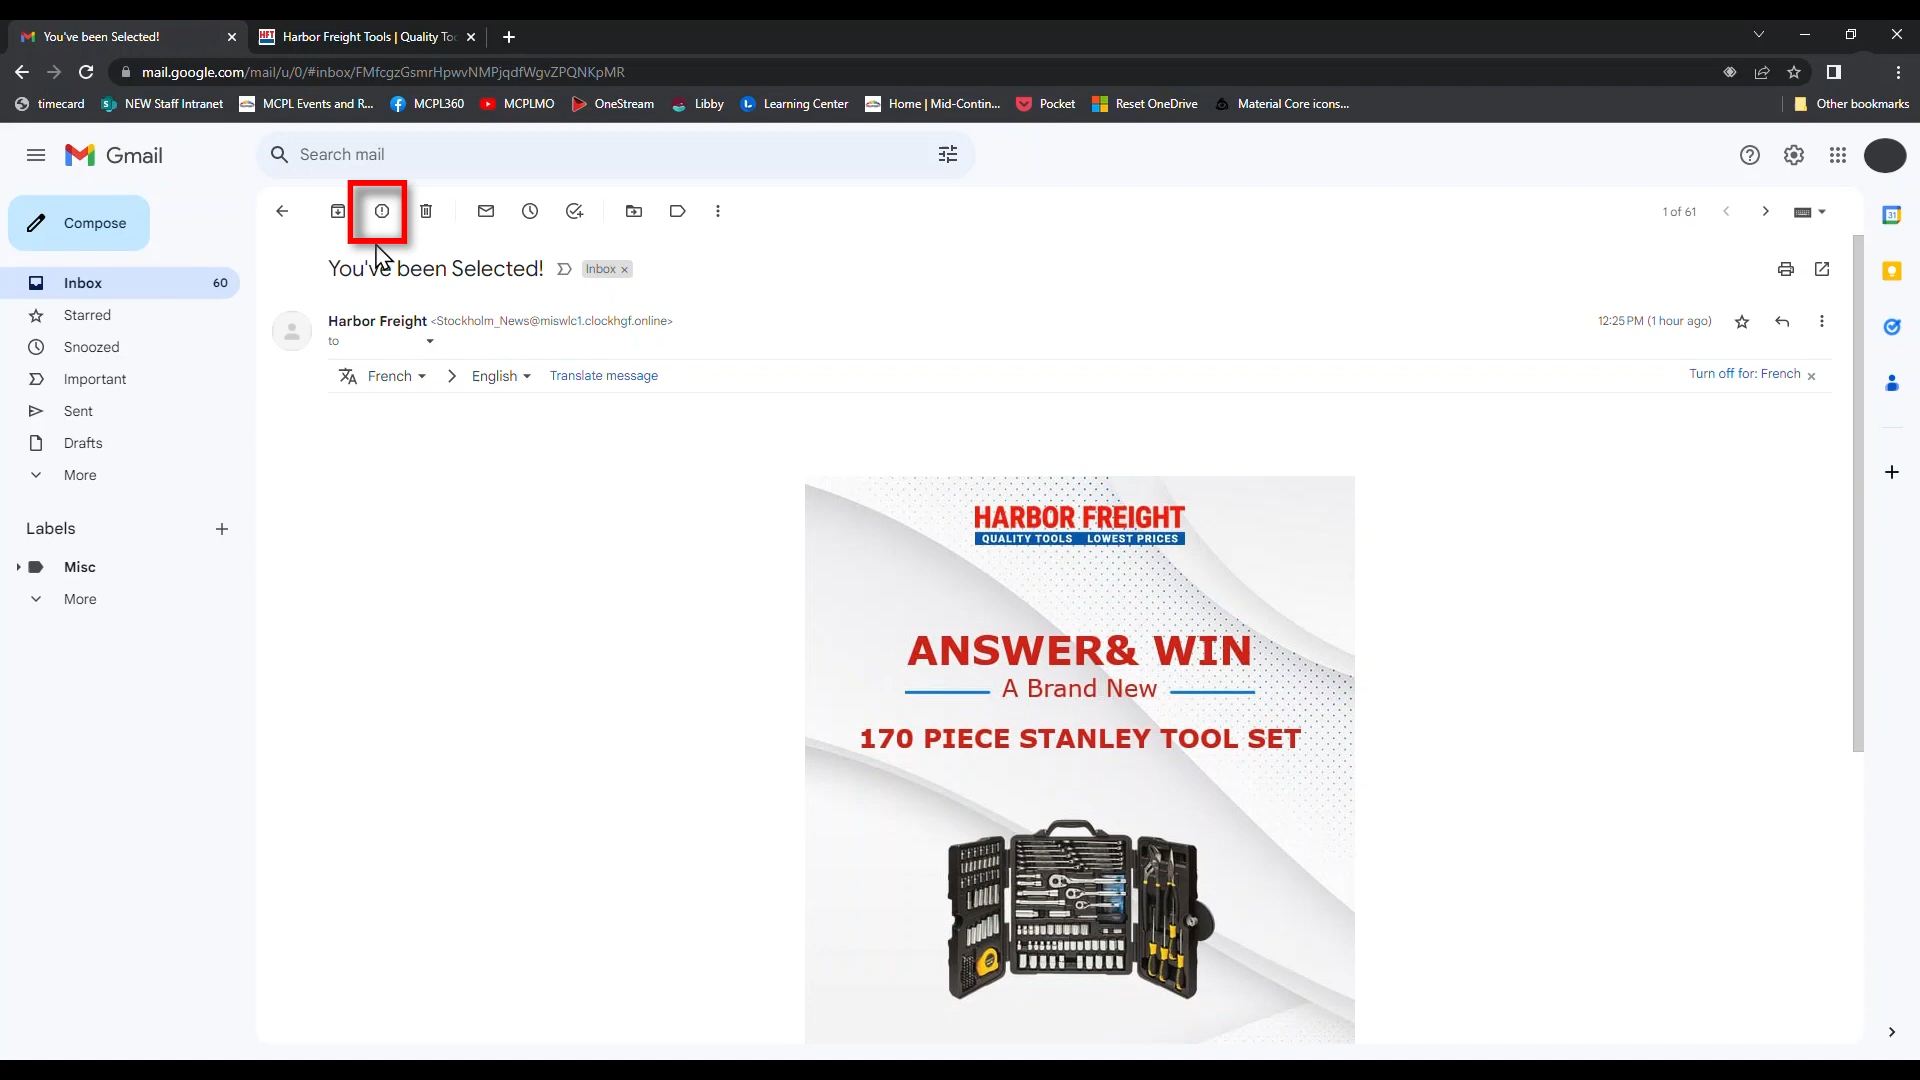 You've been Selected!
Harbor Freight Tools | Quality Too
mail.google.com/mail/u/0/#inbox/FMfcgzGsmrHpwvNMPjqdfWgvZPQNKpMR
timecard NEW Staff Intranet MCPL Events and R... MCPL360 MCPLMO OneStream Libby Learning Center Home | Mid-Contin... Pocket Reset OneDrive Material Core icons... Other bookmarks
Gmail
Search mail
Compose
1 of 61
You've been Selected!
Inbox
Inbox 60
Starred
Snoozed
Important
Sent
Drafts
More
Labels
Misc
More
Harbor Freight <Stockholm_News@miswlc1.clockhgf.online>
12:25 PM (1 hour ago)
to
French English Translate message
Turn off for: French
HARBOR FREIGHT
QUALITY TOOLS LOWEST PRICES
ANSWER& WIN
A Brand New
170 PIECE STANLEY TOOL SET